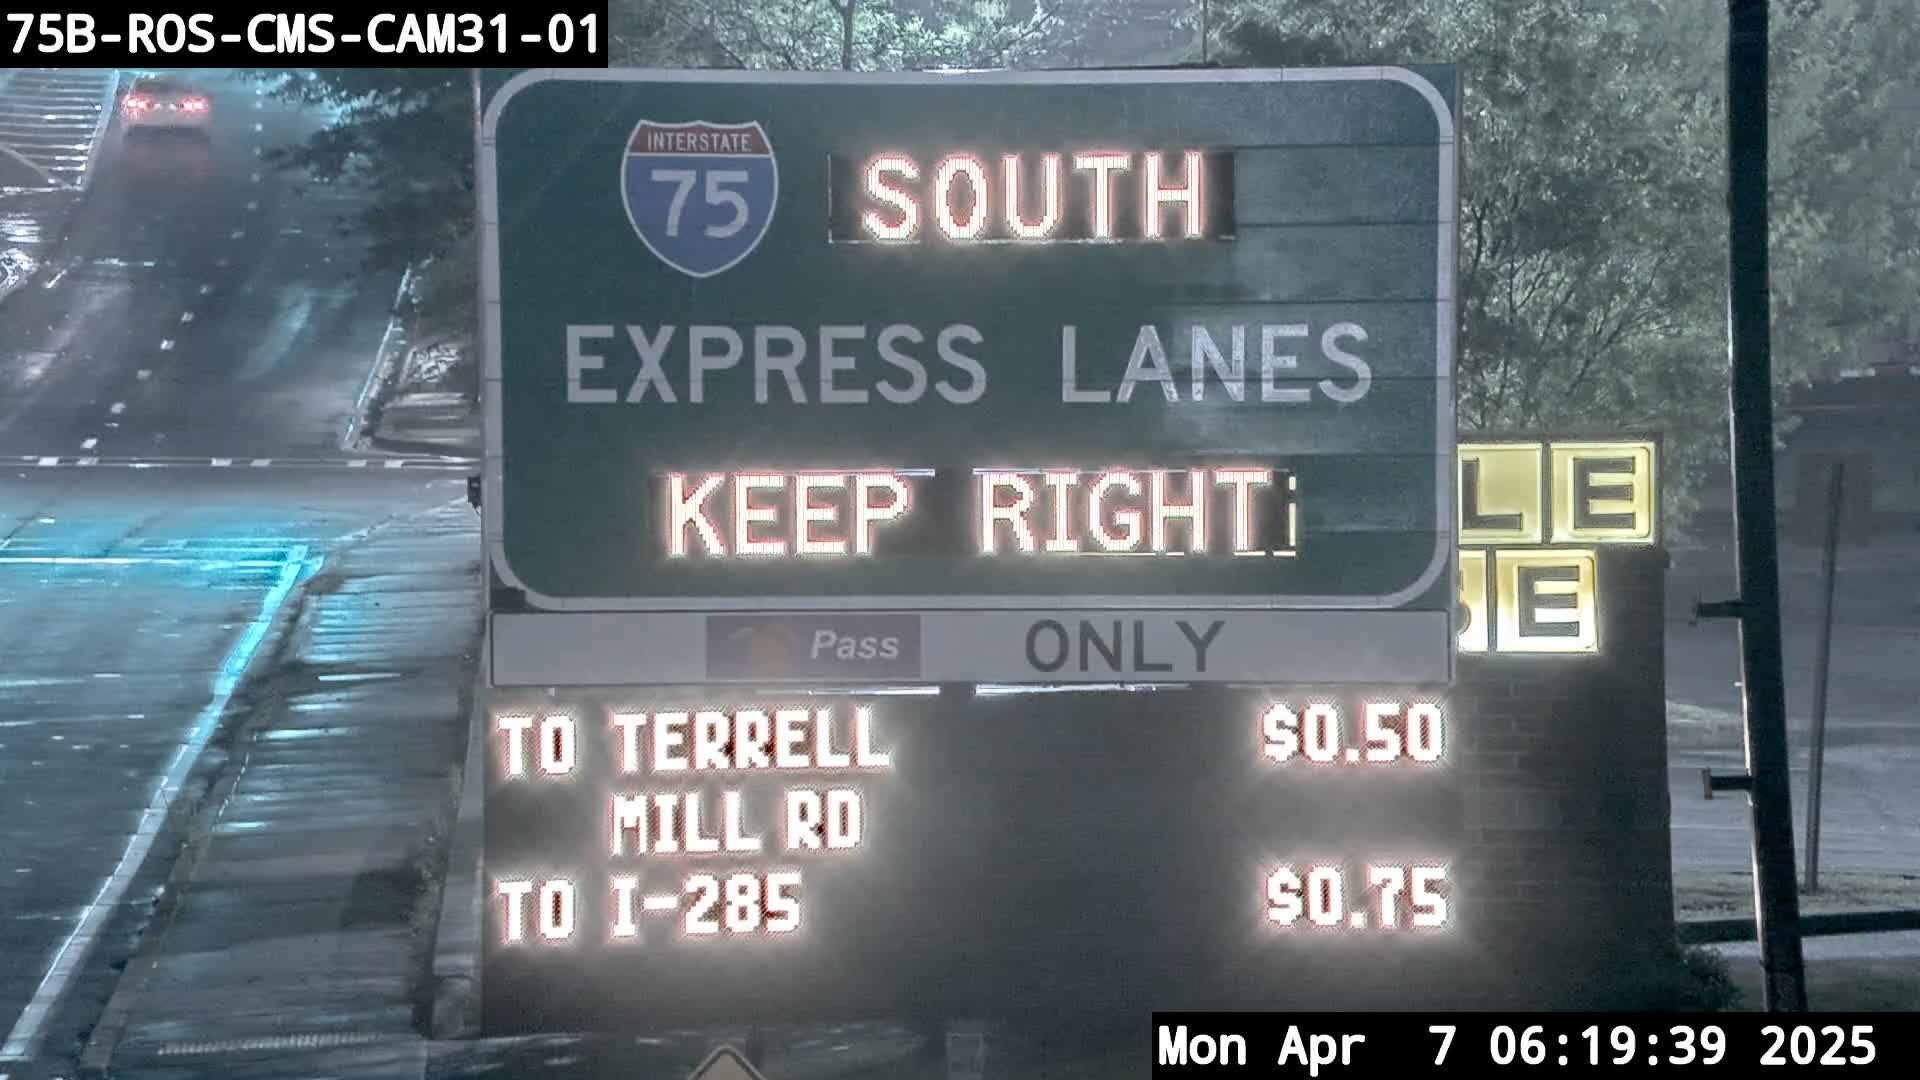 75B-ROS-CMS-CAM31-01
INTERSTATE
75
SOUTH
EXPRESS LANES
KEEP RIGHT
Pass ONLY
TO TERRELL $0.50
MILL RD
TO I-285 $0.75
Mon Apr 7 06:19:39 2025